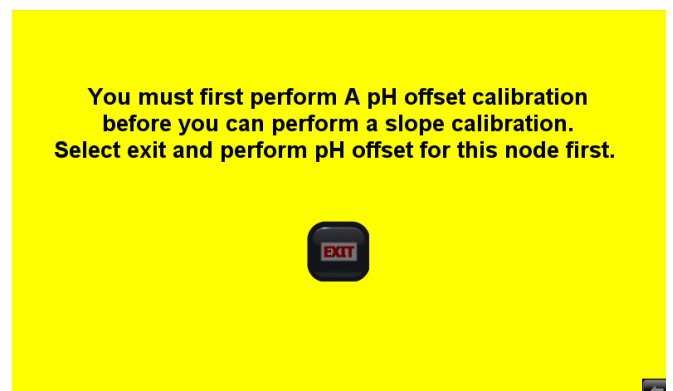 You must first perform A pH offset calibration
before you can perform a slope calibration.
Select exit and perform pH offset for this node first.
EXIT